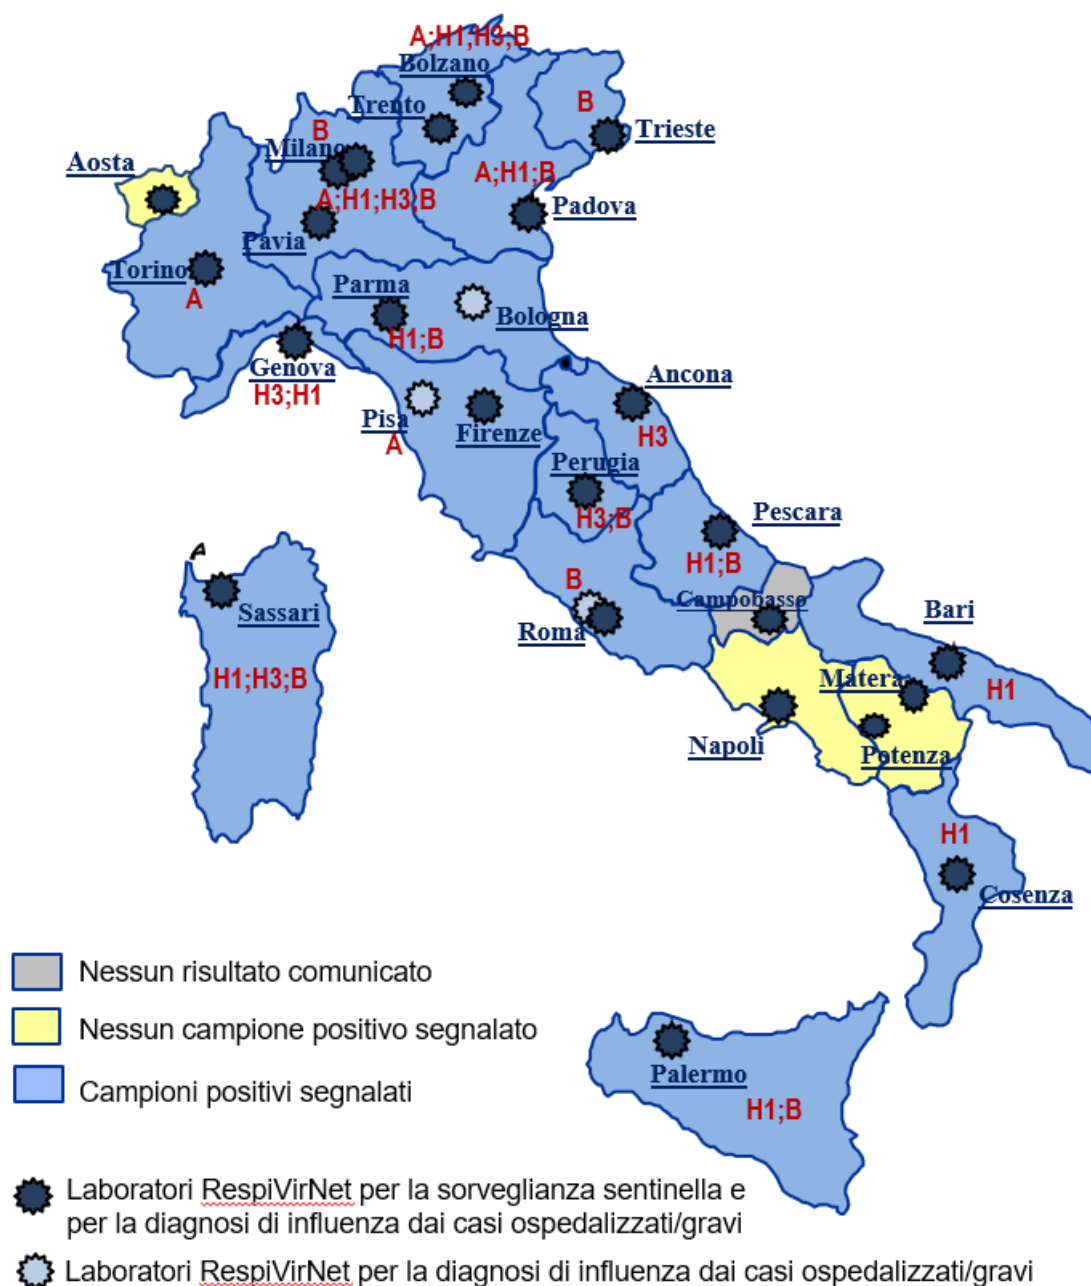 A;H1;H3;B
Bolzano
Trento
B
Trieste
B
Milano
Aosta
A;H1;B
A;H1;H3;B
Padova
Pavia
Torino
A
Parma
Bologna
H1;B
Genova
H3;H1
Ancona
Pisa
A
Firenze
H3
Perugia
H3;B
Pescara
H1;B
A
Sassari
H1;H3;B
B
Roma
Campobasso
Bari
Matera
H1
Napoli
Potenza
H1
Cosenza
Nessun risultato comunicato
Nessun campione positivo segnalato
Campioni positivi segnalati
Palermo
H1;B
Laboratori RespiVirNet per la sorveglianza sentinella e
per la diagnosi di influenza dai casi ospedalizzati/gravi
Laboratori RespiVirNet per la diagnosi di influenza dai casi ospedalizzati/gravi